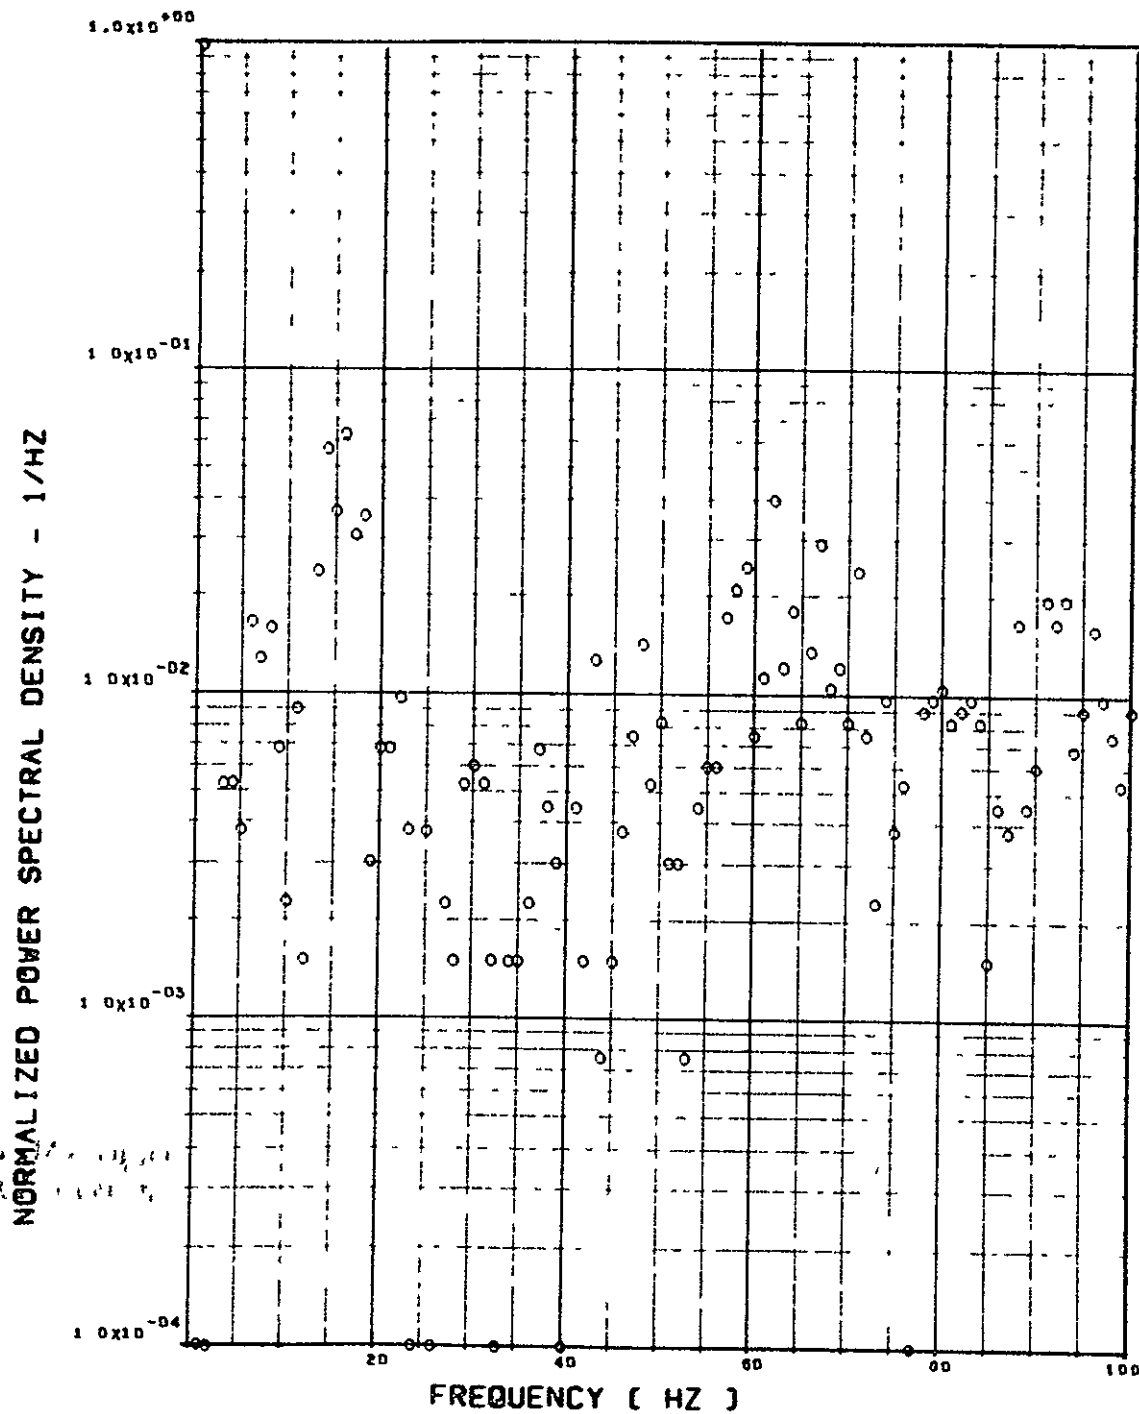 1.0X10+00
1 0X10-01
1 0X10-02
1 0X10-03
1 0X10-04
NORMALIZED POWER SPECTRAL DENSITY - 1/HZ
20
40
60
80
100
FREQUENCY ( HZ )